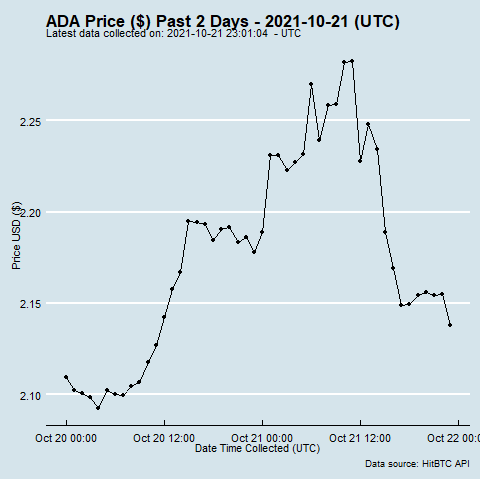 ADA Price ($) Past 2 Days - 2021-10-21 (UTC)
Latest data collected on: 2021-10-21 23:01:04 - UTC
2.25
2.20
2.15
2.10
Price USD ($)
Oct 20 00:00 Oct 20 12:00 Oct 21 00:00 Oct 21 12:00 Oct 22 00:00
Date Time Collected (UTC)
Data source: HitBTC API